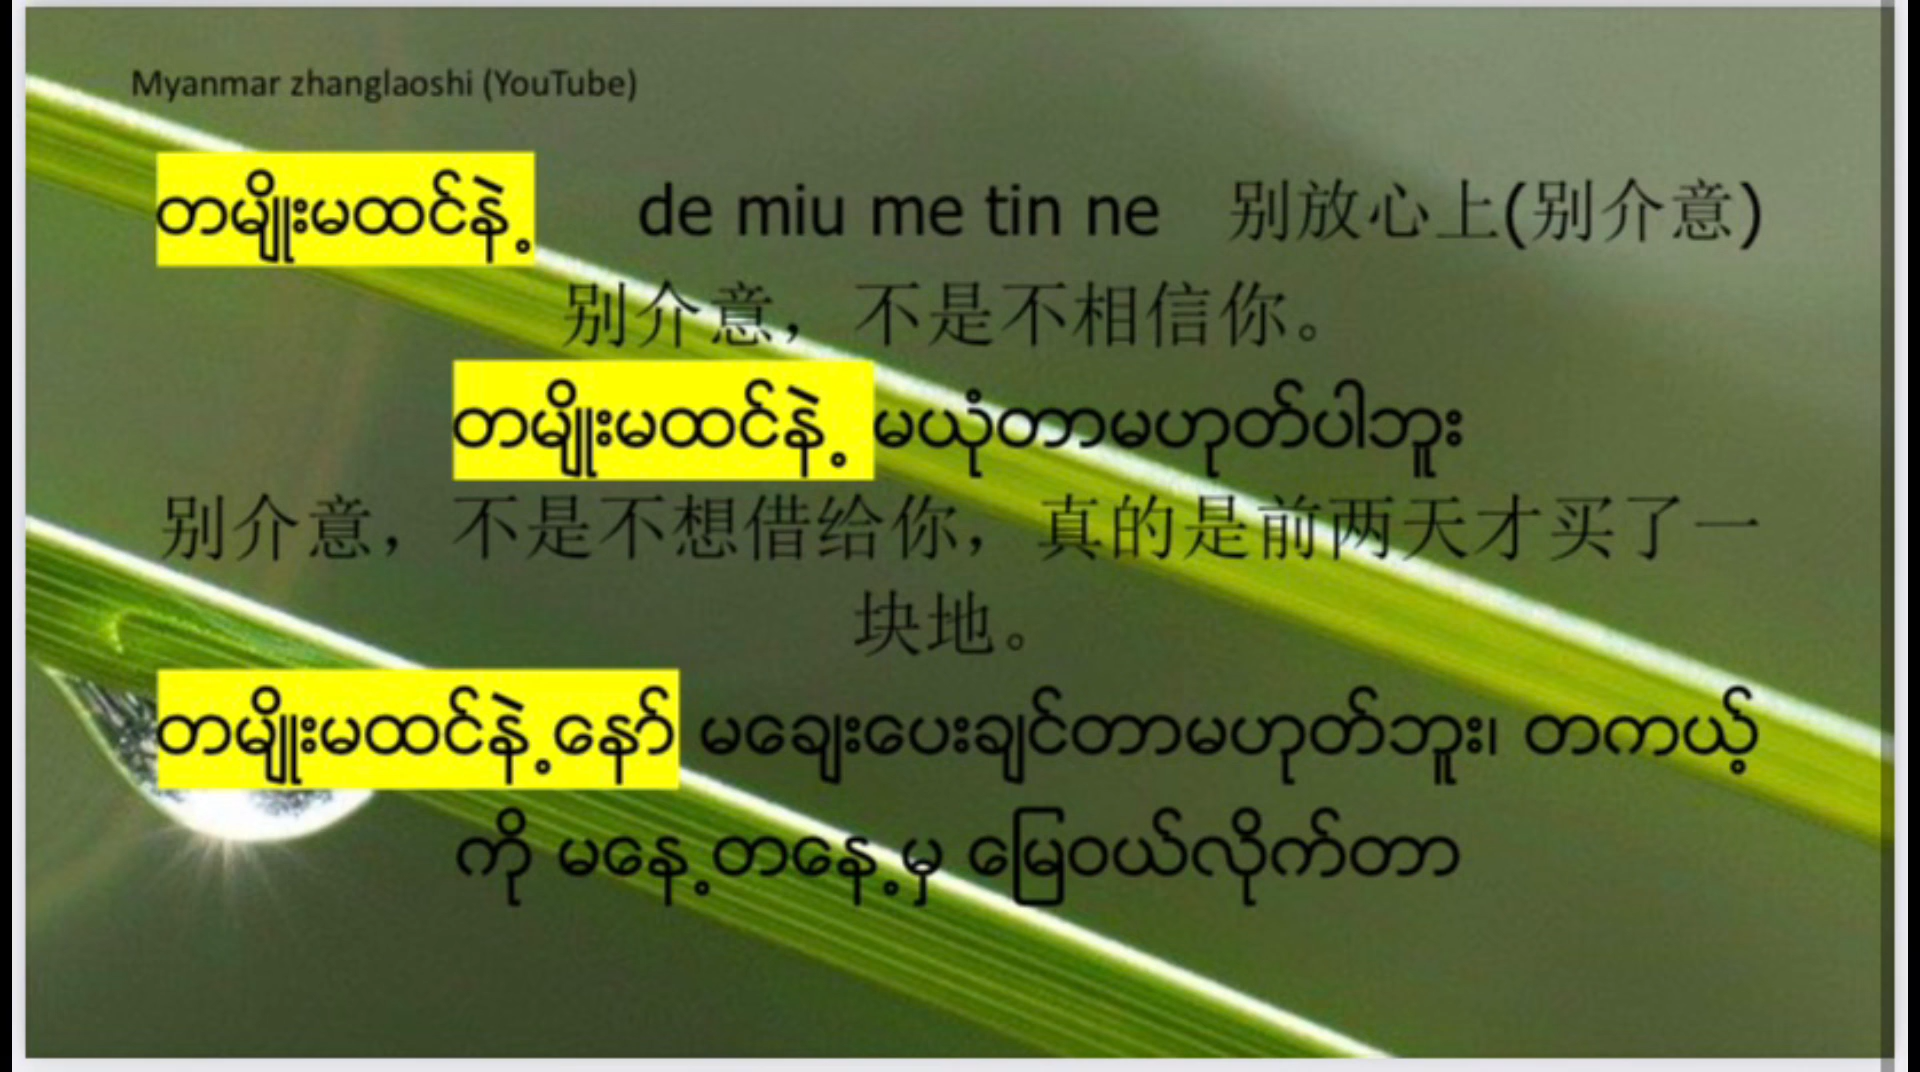 Myanmar zhanglaoshi (YouTube)
တမျိုးမထင်နဲ့ de miu me tin ne 别放心上(别介意)
别介意，不是不相信你。
တမျိုးမထင်နဲ့ မယုံတာမဟုတ်ပါဘူး
别介意，不是不想借给你，真的是前两天才买了一
块地。
တမျိုးမထင်နဲ့နော် မချေးပေးချင်တာမဟုတ်ဘူး၊ တကယ့်
ကို မနေ့တနေ့မှ မြေဝယ်လိုက်တာ